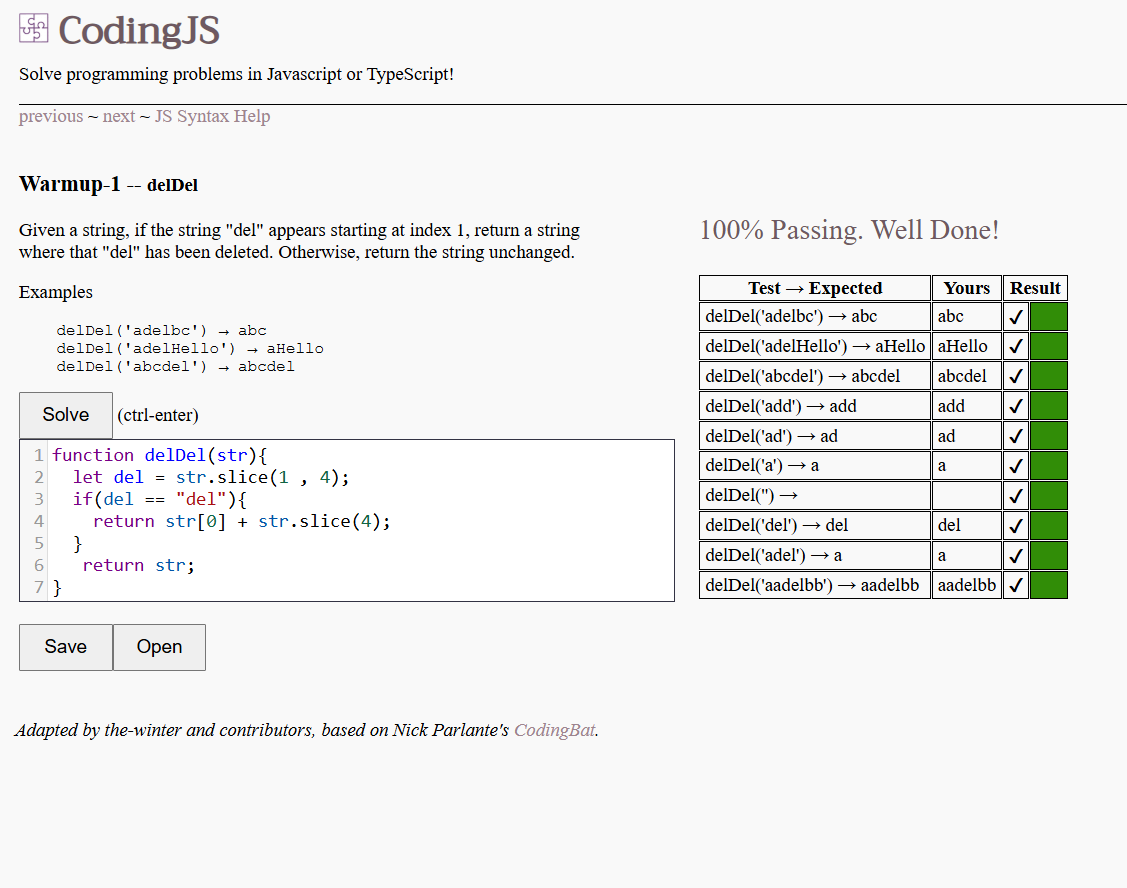 CodingJS
Solve programming problems in Javascript or TypeScript!
previous ~ next ~ JS Syntax Help
Warmup-1 -- delDel
Given a string, if the string "del" appears starting at index 1, return a string
where that "del" has been deleted. Otherwise, return the string unchanged.
Examples
delDel('adelbc') → abc
delDel('adelHello') → aHello
delDel('abcdel') → abcdel
Solve (ctrl-enter)
1 function delDel(str){
2   let del = str.slice(1 , 4);
3   if(del == "del"){
4     return str[0] + str.slice(4);
5   }
6    return str;
7 }
Save Open
100% Passing. Well Done!
Test → Expected Yours Result
delDel('adelbc') → abc abc ✓
delDel('adelHello') → aHello aHello ✓
delDel('abcdel') → abcdel abcdel ✓
delDel('add') → add add ✓
delDel('ad') → ad ad ✓
delDel('a') → a a ✓
delDel('') → ✓
delDel('del') → del del ✓
delDel('adel') → a a ✓
delDel('aadelbb') → aadelbb aadelbb ✓
Adapted by the-winter and contributors, based on Nick Parlante's CodingBat.